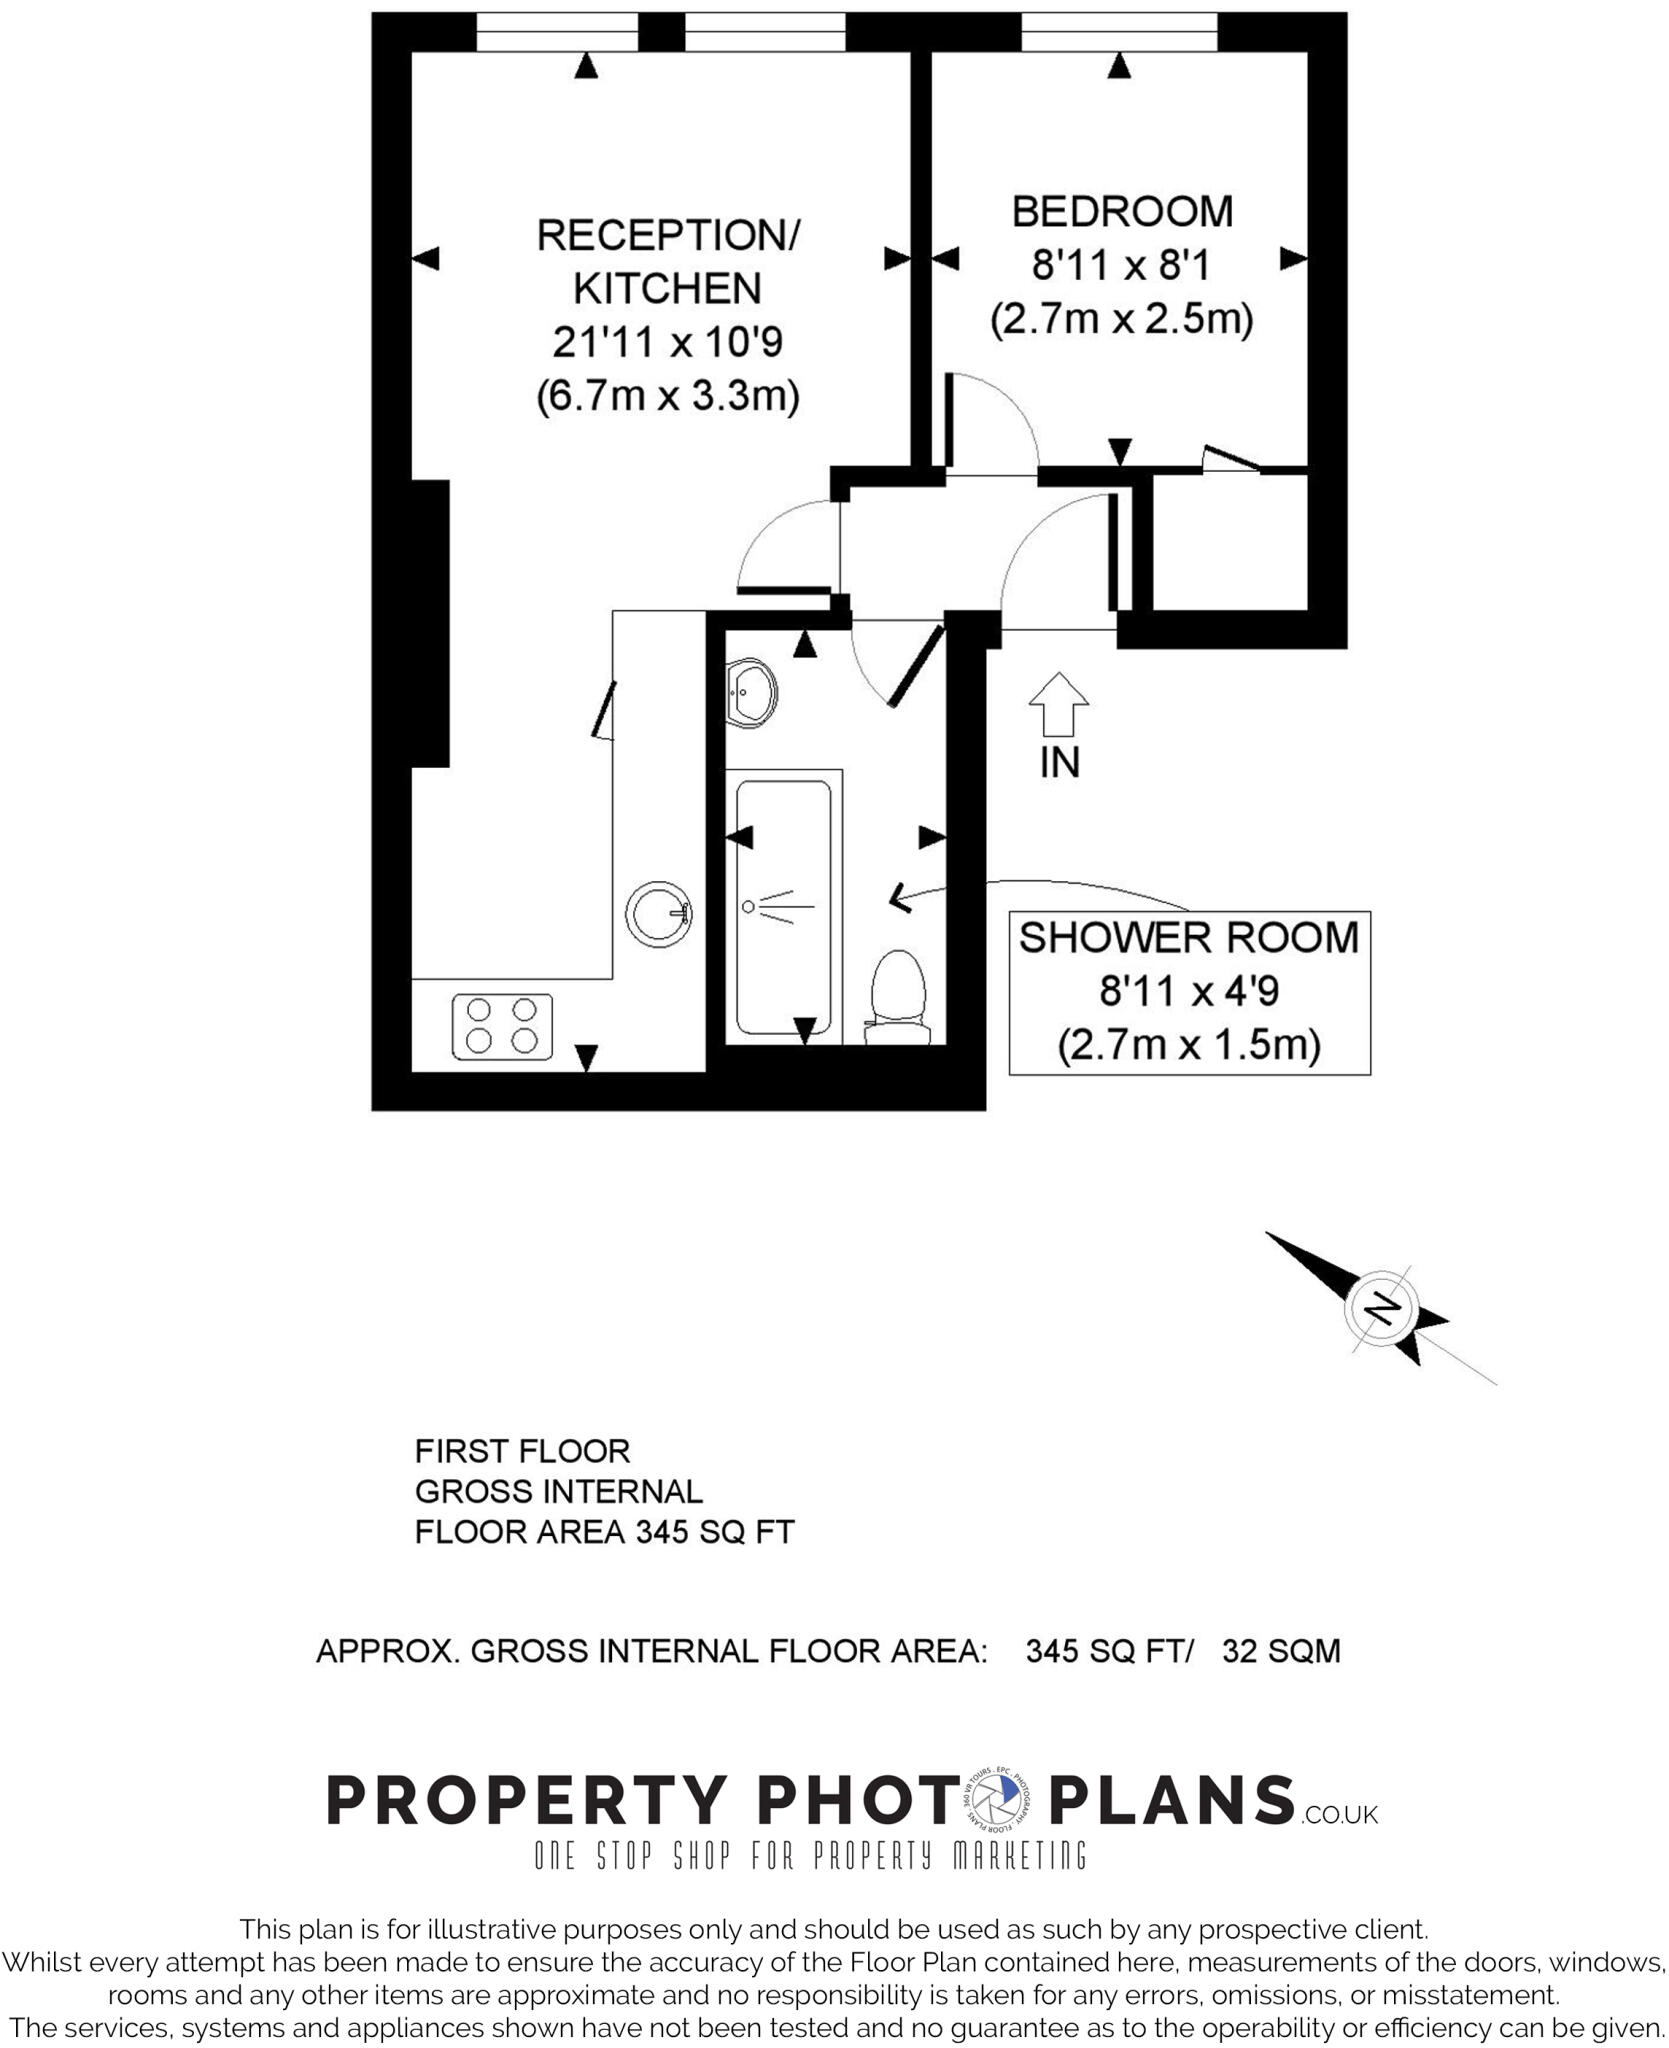 RECEPTION/
KITCHEN
21'11 x 10'9
(6.7m x 3.3m)
BEDROOM
8'11 x 8'1
(2.7m x 2.5m)
IN
SHOWER ROOM
8'11 x 4'9
(2.7m x 1.5m)
N
FIRST FLOOR
GROSS INTERNAL
FLOOR AREA 345 SQ FT
APPROX. GROSS INTERNAL FLOOR AREA: 345 SQ FT/ 32 SQM
PROPERTY PHOT PLANS.CO.UK
360 VR TOURS . EPC . PHOTOGRAPHY . FLOOR PLANS .
ONE STOP SHOP FOR PROPERTY MARKETING
This plan is for illustrative purposes only and should be used as such by any prospective client.
Whilst every attempt has been made to ensure the accuracy of the Floor Plan contained here, measurements of the doors, windows,
rooms and any other items are approximate and no responsibility is taken for any errors, omissions, or misstatement.
The services, systems and appliances shown have not been tested and no guarantee as to the operability or efficiency can be given.